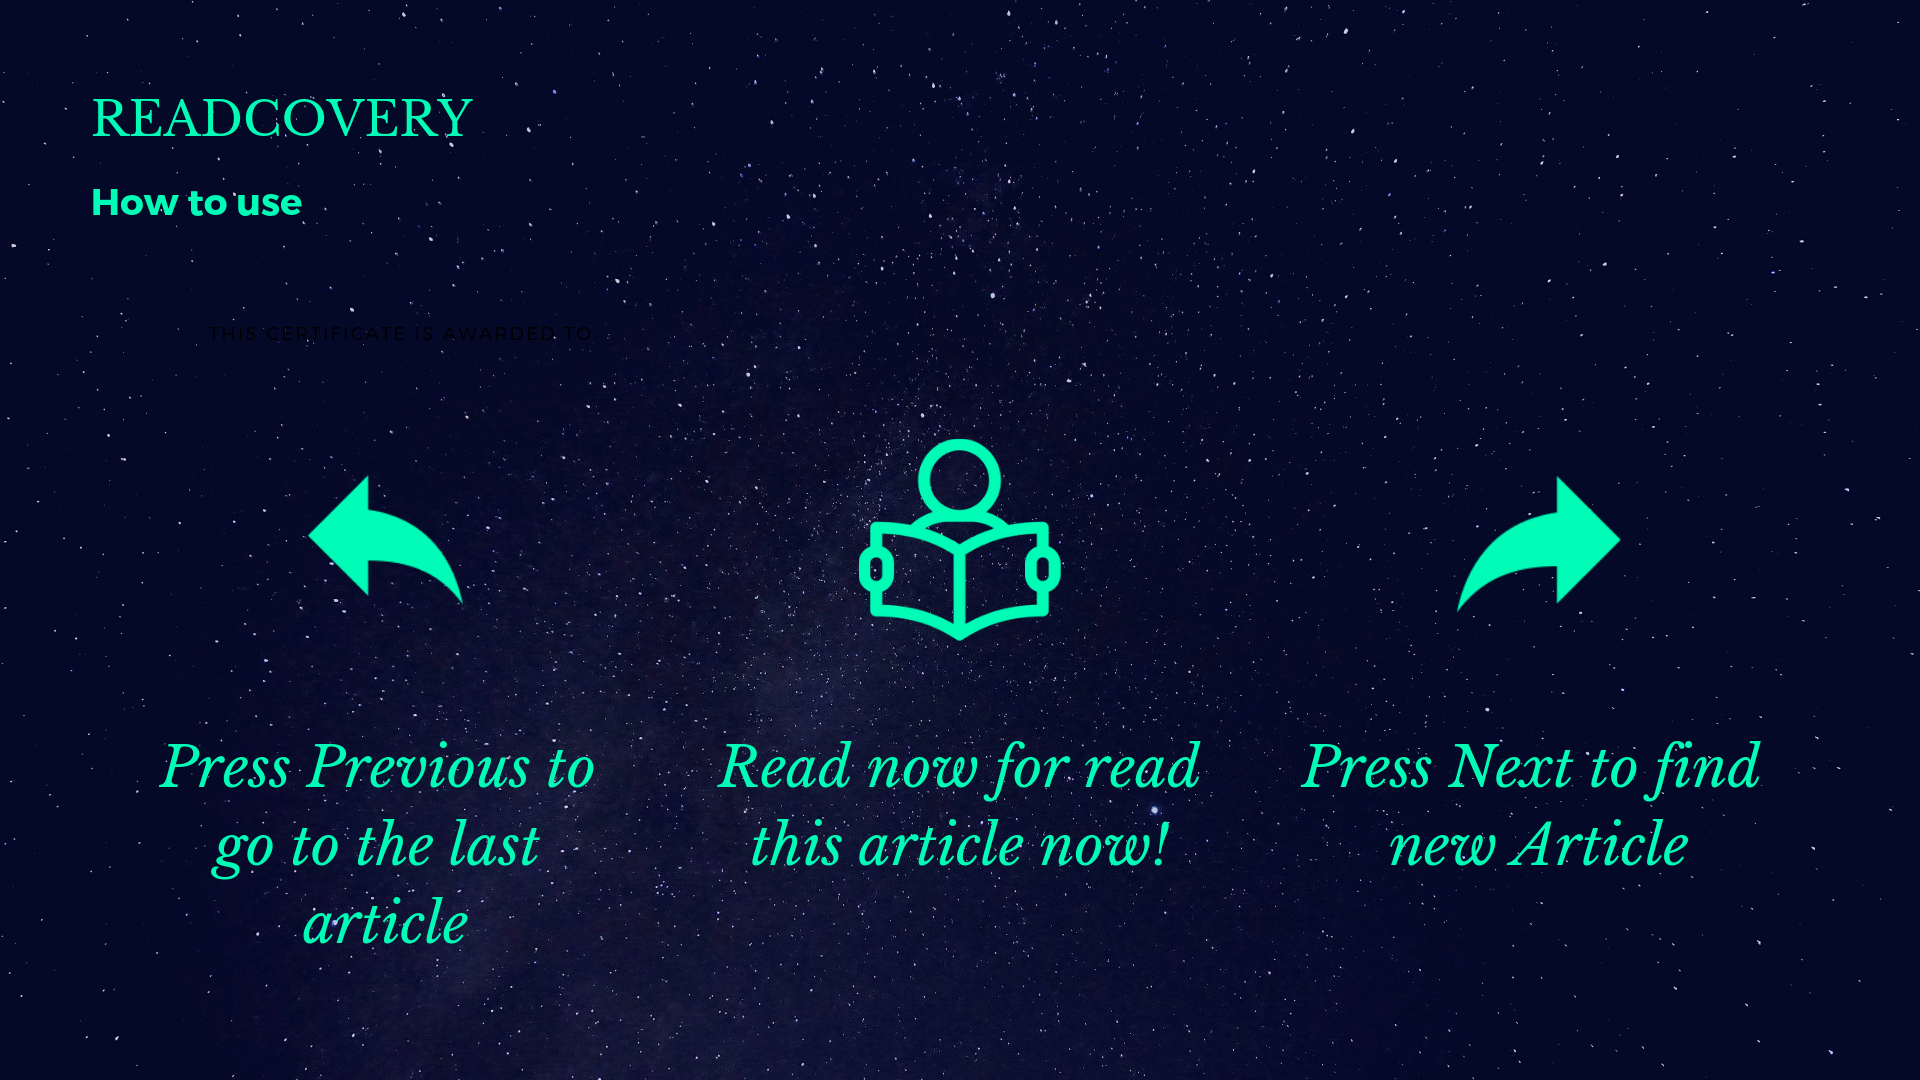 READCOVERY
How to use
THIS CERTIFICATE IS AWARDED TO
Press Previous to
go to the last
article
Read now for read
this article now!
Press Next to find
new Article